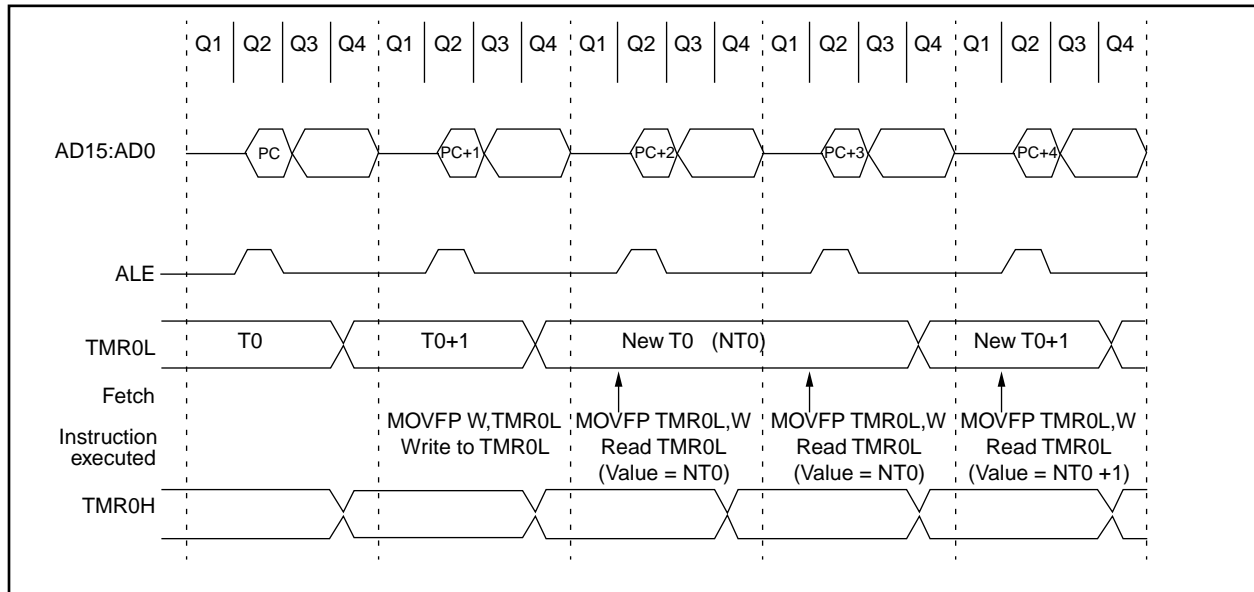 Q1 Q2 Q3 Q4 Q1 Q2 Q3 Q4 Q1 Q2 Q3 Q4 Q1 Q2 Q3 Q4 Q1 Q2 Q3 Q4
AD15:AD0 PC PC+1 PC+2 PC+3 PC+4
ALE
TMR0L T0 T0+1 New T0 (NT0) New T0+1
Fetch
MOVFP W,TMR0L MOVFP TMR0L,W MOVFP TMR0L,W MOVFP TMR0L,W
Instruction Write to TMR0L Read TMR0L Read TMR0L Read TMR0L
executed (Value = NT0) (Value = NT0) (Value = NT0 +1)
TMR0H